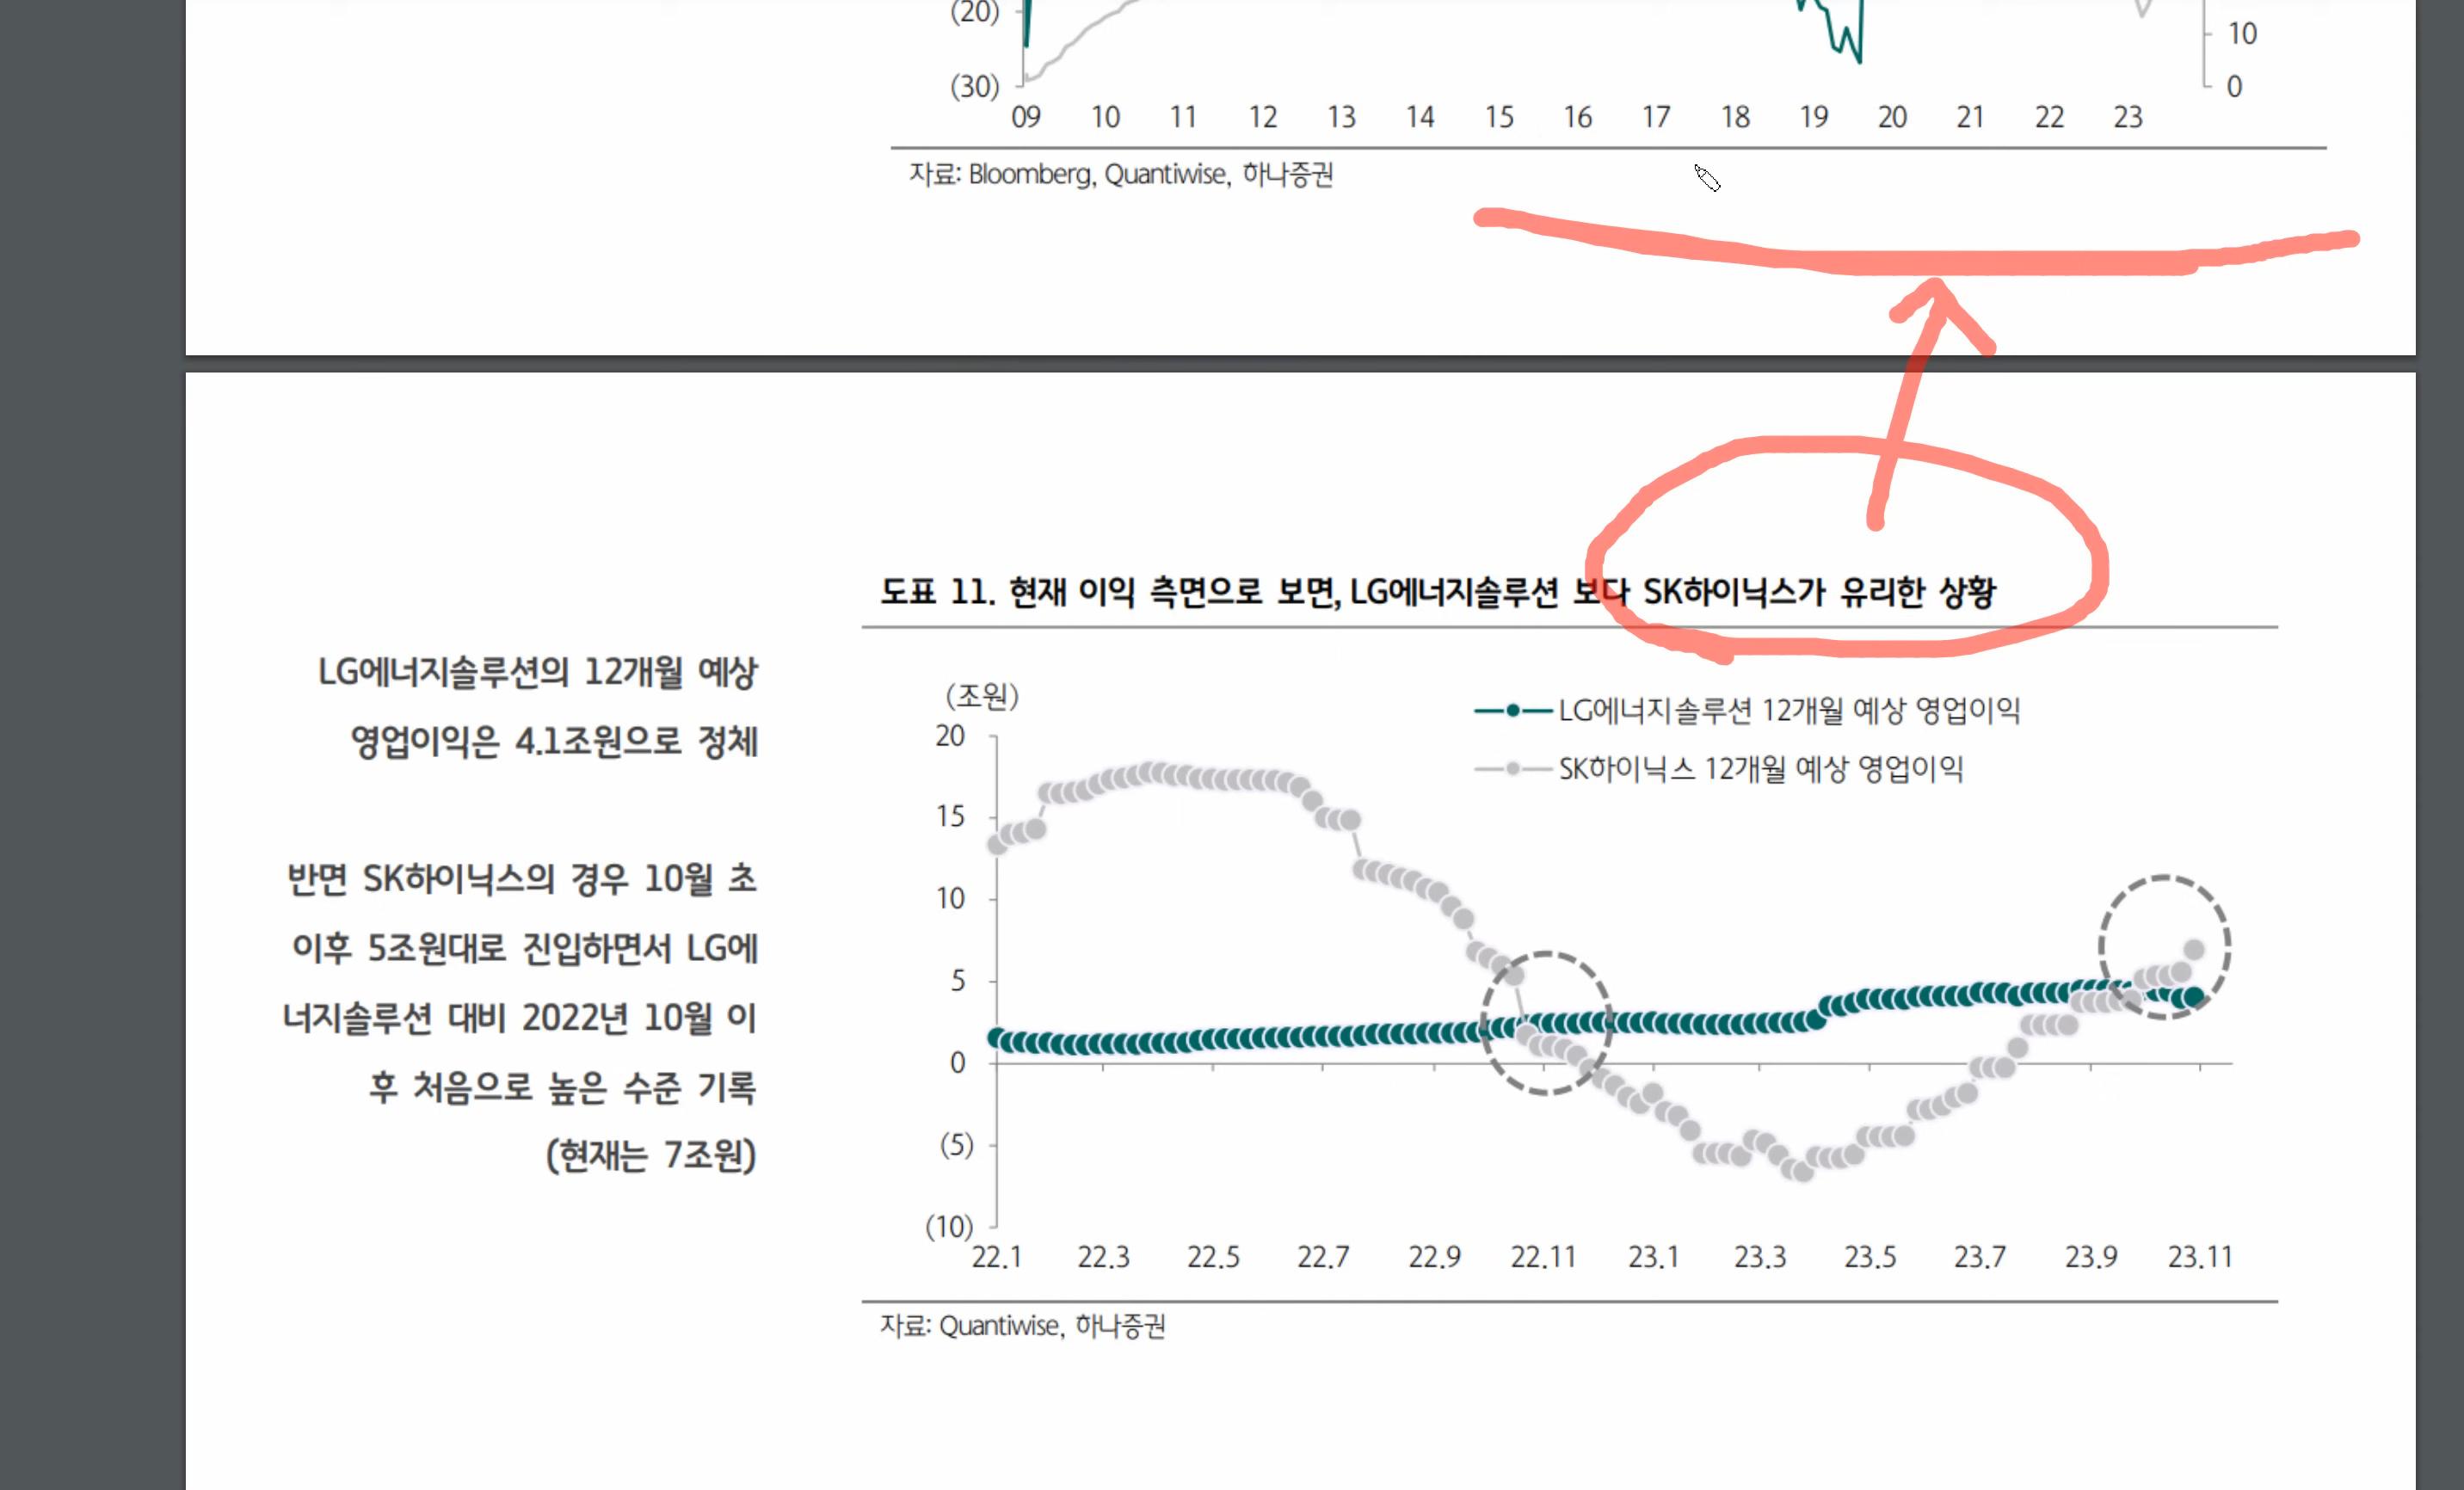 (20)
10
(30)
0
09 10 11 12 13 14 15 16 17 18 19 20 21 22 23
자료: Bloomberg, Quantiwise, 하나증권
도표 11. 현재 이익 측면으로 보면, LG에너지솔루션 보다 SK하이닉스가 유리한 상황
LG에너지솔루션의 12개월 예상
영업이익은 4.1조원으로 정체
반면 SK하이닉스의 경우 10월 초
이후 5조원대로 진입하면서 LG에
너지솔루션 대비 2022년 10월 이
후 처음으로 높은 수준 기록
(현재는 7조원)
(조원)
LG에너지솔루션 12개월 예상 영업이익
SK하이닉스 12개월 예상 영업이익
20
15
10
5
0
(5)
(10)
22.1 22.3 22.5 22.7 22.9 22.11 23.1 23.3 23.5 23.7 23.9 23.11
자료: Quantiwise, 하나증권